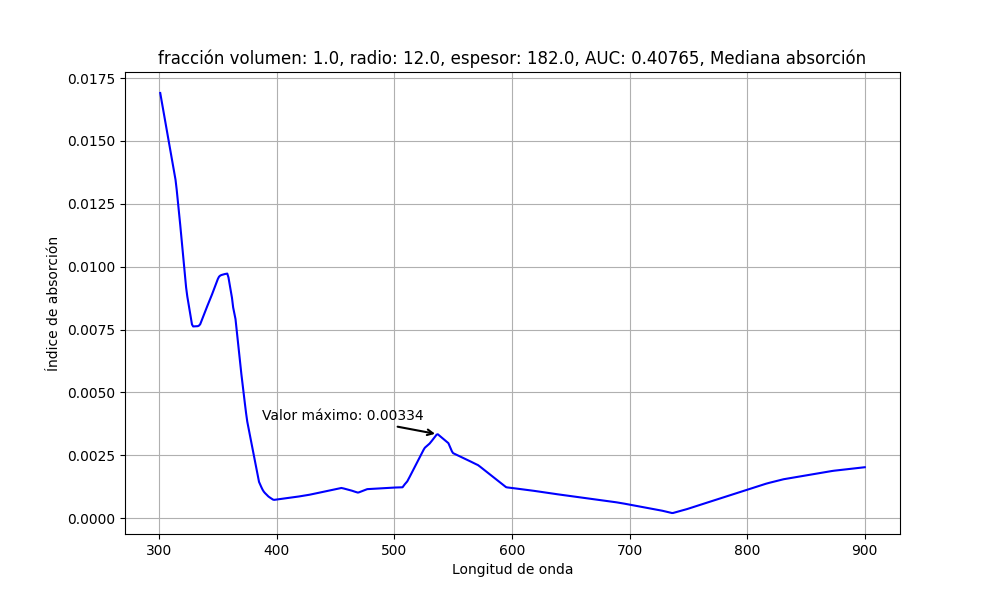 fracción volumen: 1.0, radio: 12.0, espesor: 182.0, AUC: 0.40765, Mediana absorción
0.0175
0.0150
0.0125
0.0100
0.0075
0.0050
0.0025
0.0000
Índice de absorción
Valor máximo: 0.00334
300 400 500 600 700 800 900
Longitud de onda